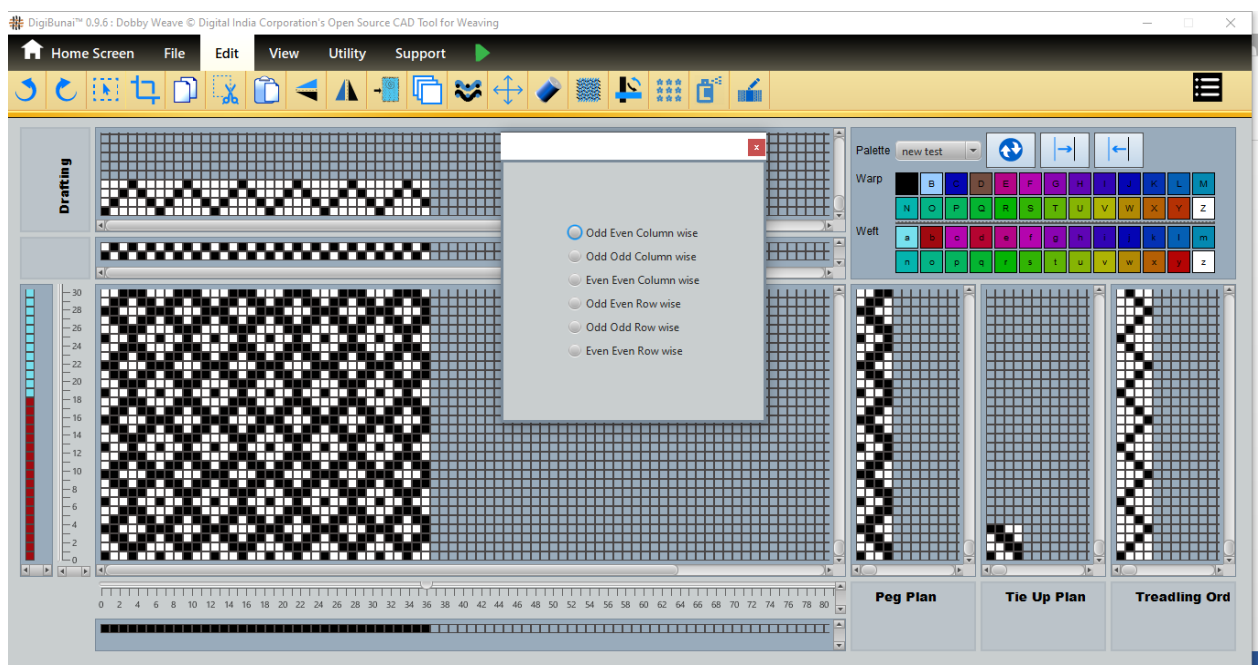 DigiBunai™ 0.9.6 : Dobby Weave © Digital India Corporation's Open Source CAD Tool for Weaving
Home Screen File Edit View Utility Support
Drafting
Odd Even Column wise
Odd Odd Column wise
Even Even Column wise
Odd Even Row wise
Odd Odd Row wise
Even Even Row wise
Palette new test
Warp B C D E F G H I J K L M
N O P Q R S T U V W X Y Z
Weft a b c d e f g h i j k l m
n o p q r s t u v w x y z
30
28
26
24
22
20
18
16
14
12
10
8
6
4
2
0
0 2 4 6 8 10 12 14 16 18 20 22 24 26 28 30 32 34 36 38 40 42 44 46 48 50 52 54 56 58 60 62 64 66 68 70 72 74 76 78 80
Peg Plan
Tie Up Plan
Treadling Ord